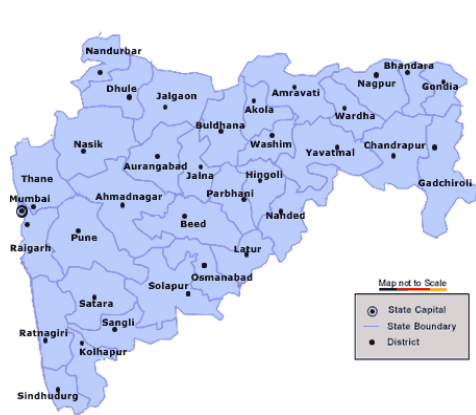 Nandurbar
Bhandara
Dhule
Jalgaon
Amravati
Nagpur
Gondia
Akola
Wardha
Buldhana
Nasik
Washim
Yavatmal
Chandrapur
Aurangabad
Thane
Jalna
Hingoli
Gadchiroli
Mumbai
Ahmadnagar
Parbhani
Nanded
Raigarh
Pune
Beed
Latur
Osmanabad
Solapur
Satara
Sangli
Ratnagiri
Kolhapur
Sindhudurg
Map not to Scale
State Capital
State Boundary
District